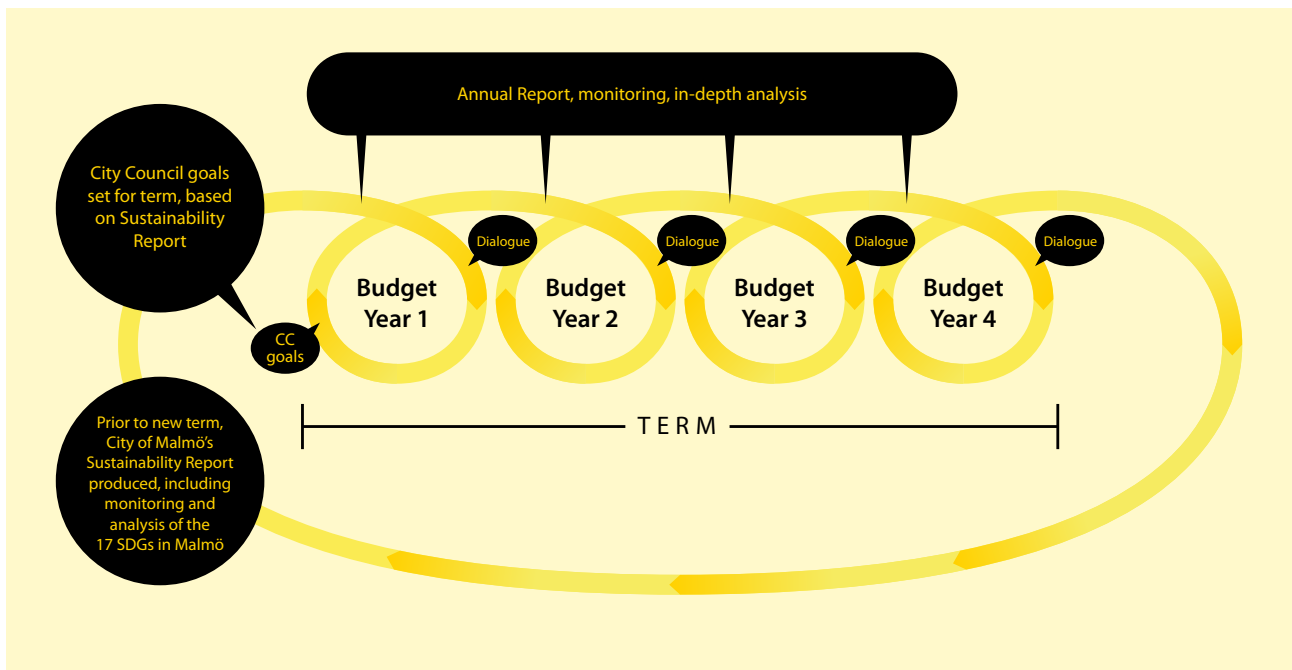 Annual Report, monitoring, in-depth analysis
City Council goals
set for term, based
on Sustainability
Report
Dialogue
Dialogue
Dialogue
Dialogue
Budget
Year 1
Budget
Year 2
Budget
Year 3
Budget
Year 4
CC
goals
TERM
Prior to new term,
City of Malmö's
Sustainability Report
produced, including
monitoring and
analysis of the
17 SDGs in Malmö